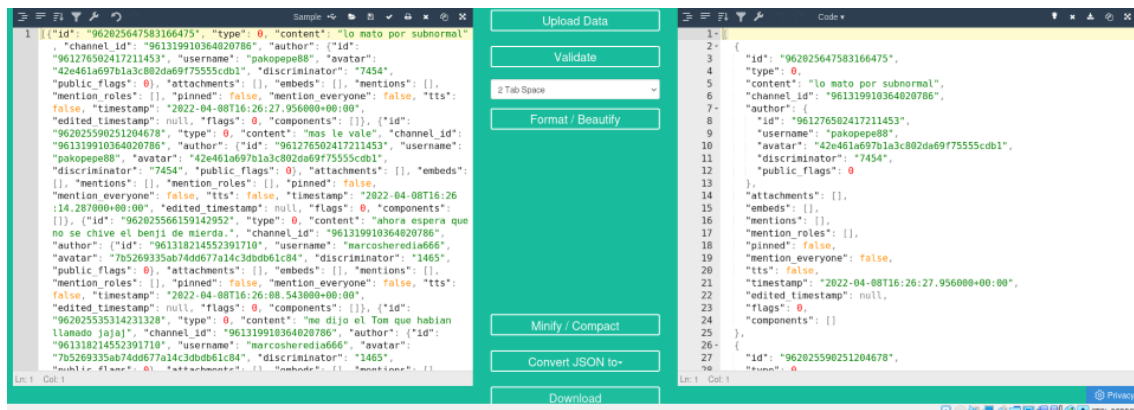 Sample
1 [{"id": "962025647583166475", "type": 0, "content": "lo mato por subnormal"
, "channel_id": "961319910364020786", "author": {"id":
"961276502417211453", "username": "pakopepe88", "avatar":
"42e461a697b1a3c802da69f75555cdb1", "discriminator": "7454",
"public_flags": 0}, "attachments": [], "embeds": [], "mentions": [],
"mention_roles": [], "pinned": false, "mention_everyone": false, "tts":
false, "timestamp": "2022-04-08T16:26:27.956000+00:00",
"edited_timestamp": null, "flags": 0, "components": []}, {"id":
"962025590251204678", "type": 0, "content": "mas le vale", "channel_id":
"961319910364020786", "author": {"id": "961276502417211453", "username":
"pakopepe88", "avatar": "42e461a697b1a3c802da69f75555cdb1",
"discriminator": "7454", "public_flags": 0}, "attachments": [], "embeds":
[], "mentions": [], "mention_roles": [], "pinned": false,
"mention_everyone": false, "tts": false, "timestamp": "2022-04-08T16:26
:14.287000+00:00", "edited_timestamp": null, "flags": 0, "components":
[]}, {"id": "962025566159142952", "type": 0, "content": "ahora espera que
no se chive el benji de mierda.", "channel_id": "961319910364020786",
"author": {"id": "961318214552391710", "username": "marcosheredia666",
"avatar": "7b5269335ab74dd677a14c3dbdb61c84", "discriminator": "1465",
"public_flags": 0}, "attachments": [], "embeds": [], "mentions": [],
"mention_roles": [], "pinned": false, "mention_everyone": false, "tts":
false, "timestamp": "2022-04-08T16:26:08.543000+00:00",
"edited_timestamp": null, "flags": 0, "components": []}, {"id":
"962025535314231328", "type": 0, "content": "me dijo el Tom que habian
llamado jajaj", "channel_id": "961319910364020786", "author": {"id":
"961318214552391710", "username": "marcosheredia666", "avatar":
"7b5269335ab74dd677a14c3dbdb61c84", "discriminator": "1465",
"public_flags": 0}, "attachments": [], "embeds": [], "mentions": [],
Ln: 1 Col: 1
Upload Data
Validate
2 Tab Space
Format / Beautify
Minify / Compact
Convert JSON to
Download
Code
1 [
2 {
3 "id": "962025647583166475",
4 "type": 0,
5 "content": "lo mato por subnormal",
6 "channel_id": "961319910364020786",
7 "author": {
8 "id": "961276502417211453",
9 "username": "pakopepe88",
10 "avatar": "42e461a697b1a3c802da69f75555cdb1",
11 "discriminator": "7454",
12 "public_flags": 0
13 },
14 "attachments": [],
15 "embeds": [],
16 "mentions": [],
17 "mention_roles": [],
18 "pinned": false,
19 "mention_everyone": false,
20 "tts": false,
21 "timestamp": "2022-04-08T16:26:27.956000+00:00",
22 "edited_timestamp": null,
23 "flags": 0,
24 "components": []
25 },
26 {
27 "id": "962025590251204678",
28 "type": 0,
Ln: 1 Col: 1
Privacy